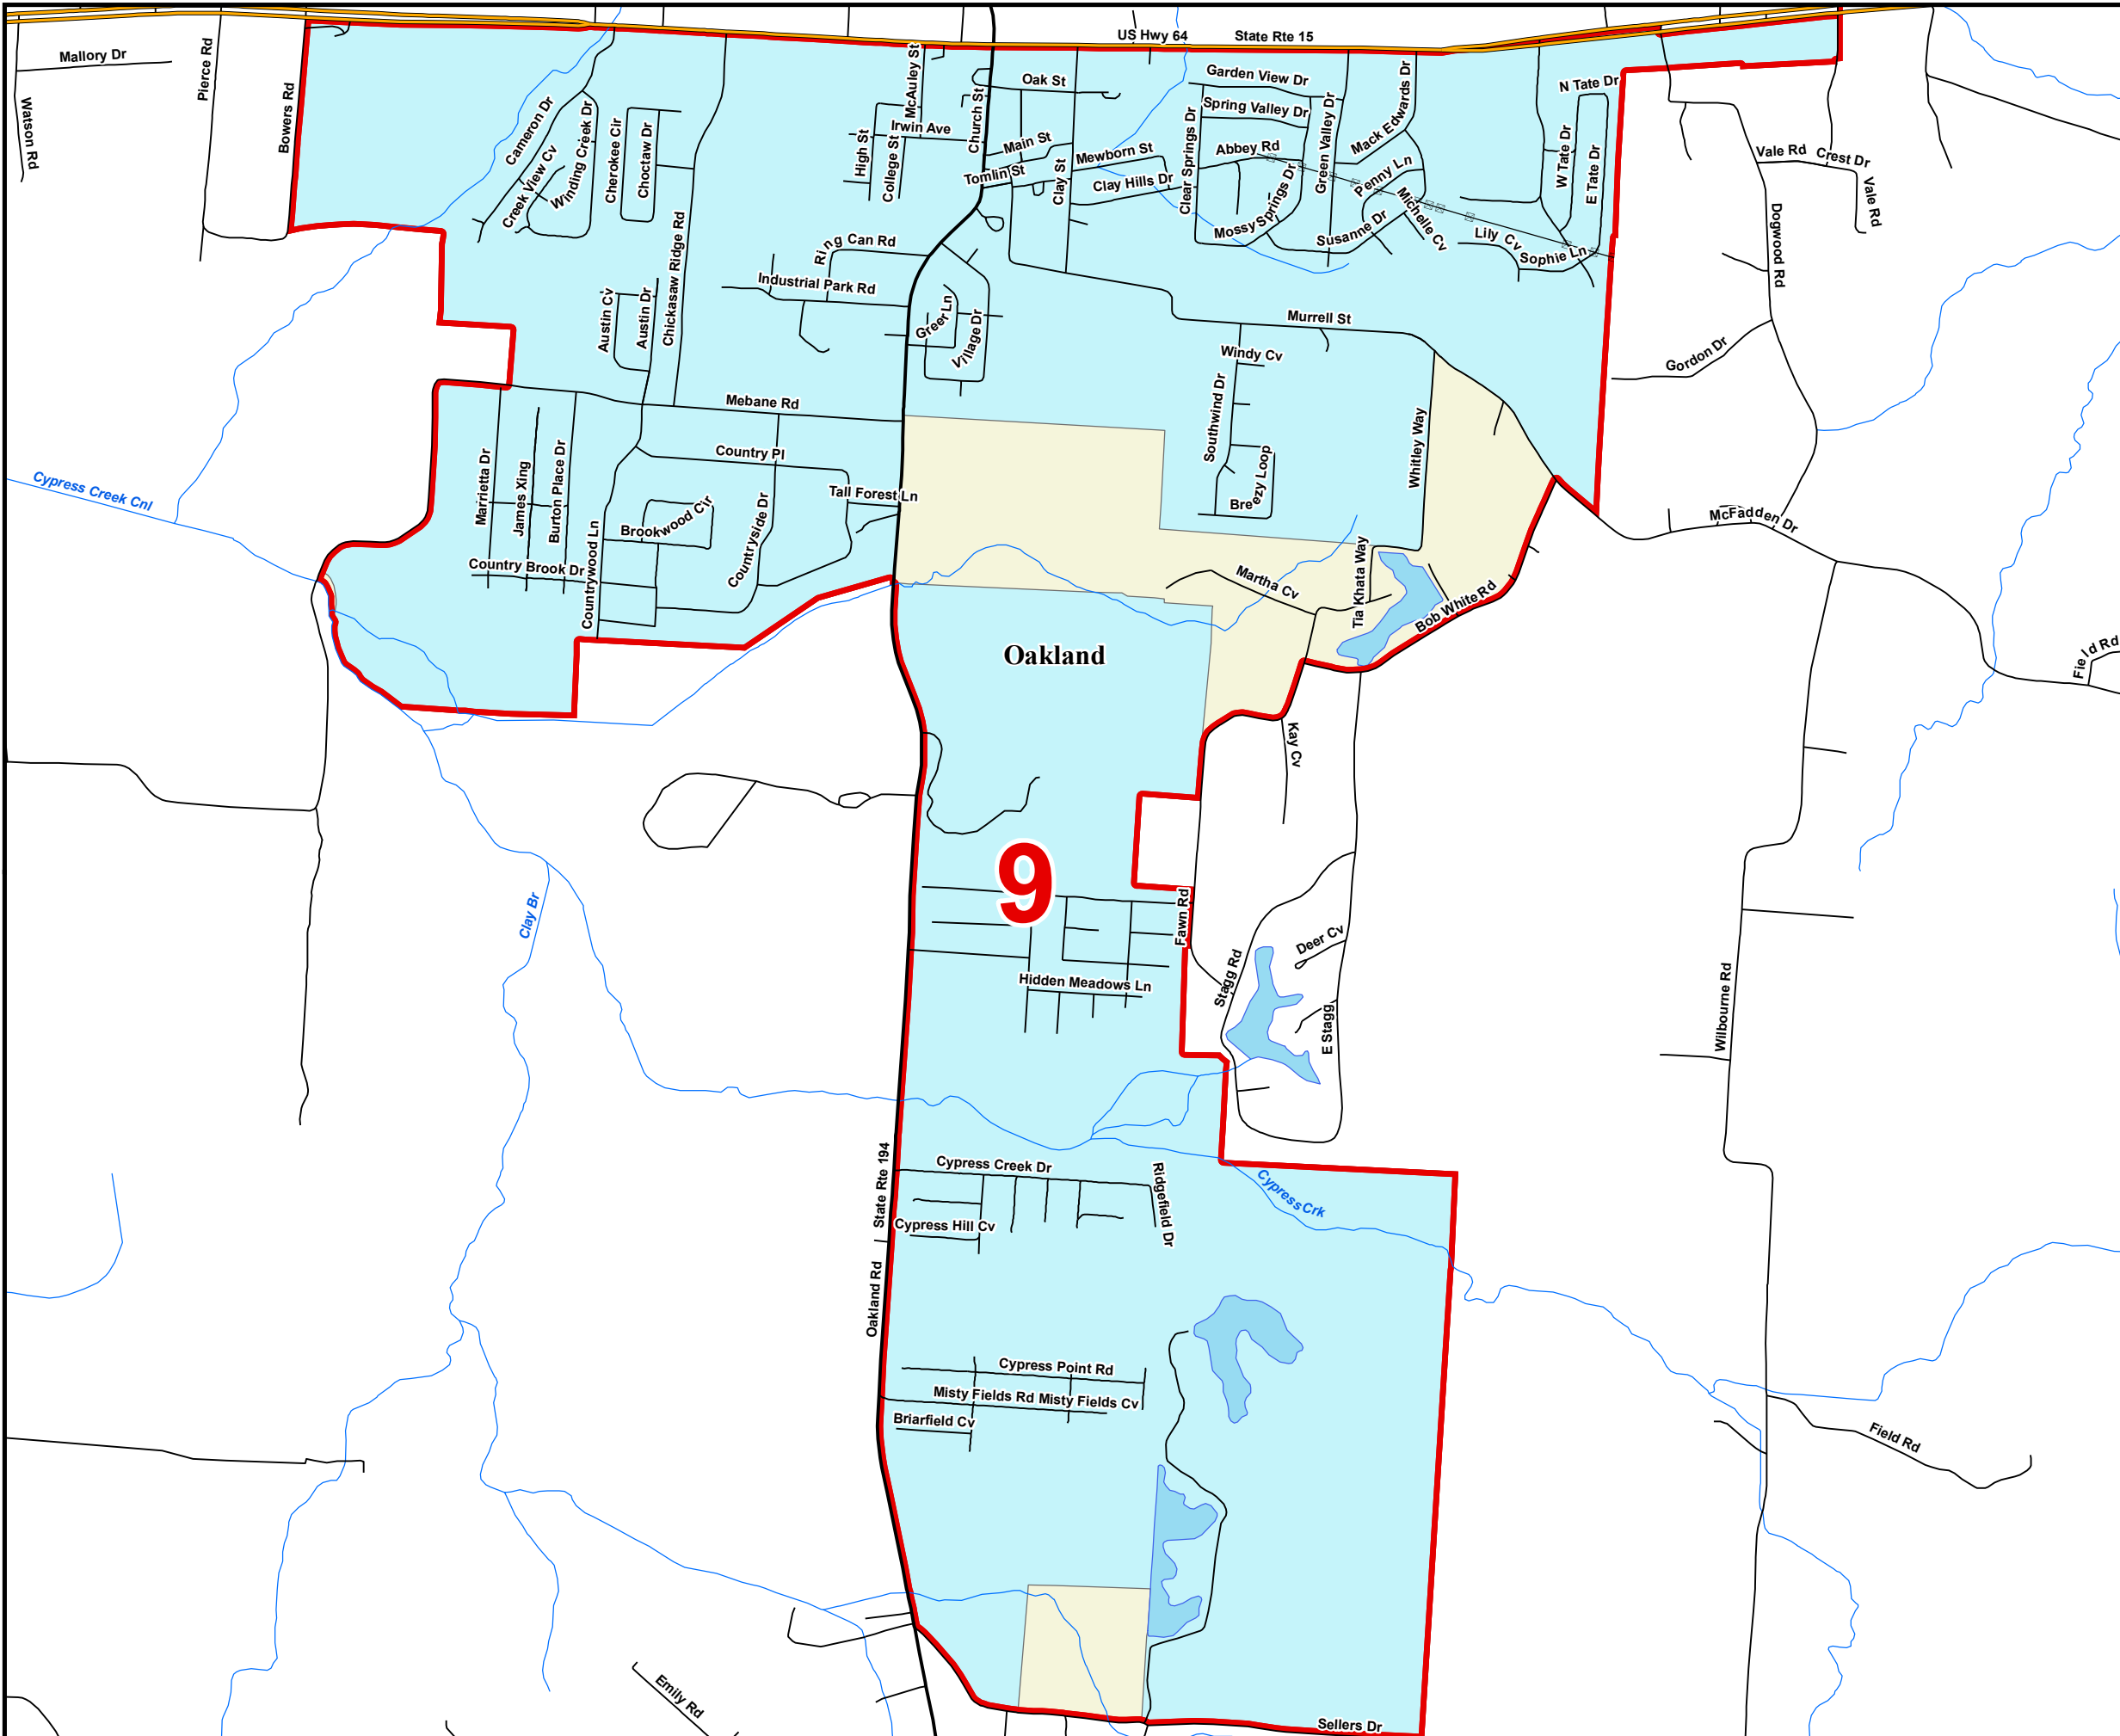 US Hwy 64
State Rte 15
Mallory Dr
Watson Rd
Pierce Rd
Bowers Rd
Cameron Dr
Creek View Cv
Winding Creek Dr
Cherokee Cir
Choctaw Dr
Chickasaw Ridge Rd
McAuley St
High St
Irwin Ave
College St
Church St
Oak St
Main St
Tomlin St
Clay St
Mewborn St
Clay Hills Dr
Clear Springs Dr
Garden View Dr
Spring Valley Dr
Abbey Rd
Mossy Springs Dr
Green Valley Dr
Mack Edwards Dr
Penny Ln
Michelle Cv
Susanne Dr
Lily Cv
Sophie Ln
N Tate Dr
W Tate Dr
E Tate Dr
Vale Rd
Crest Dr
Vale Rd
Dogwood Rd
Gordon Dr
Ring Can Rd
Industrial Park Rd
Austin Cv
Austin Dr
Greer Ln
Village Dr
Murrell St
Windy Cv
Southwind Dr
Breezy Loop
Whitley Way
Mebane Rd
Country Pl
Tall Forest Ln
Marrietta Dr
James Xing
Burton Place Dr
Brookwood Cir
Countryside Dr
Country Brook Dr
Countrywood Ln
Cypress Creek Cnl
McFadden Dr
Martha Cv
Tia Khata Way
Bob White Rd
Oakland
Field Rd
Kay Cv
9
Fawn Rd
Clay Br
Stagg Rd
Deer Cv
E Stagg
Hidden Meadows Ln
Wilbourne Rd
State Rte 194
Cypress Creek Dr
Ridgefield Dr
Cypress Crk
Cypress Hill Cv
Oakland Rd
Cypress Point Rd
Misty Fields Rd
Misty Fields Cv
Briarfield Cv
Field Rd
Emily Rd
Sellers Dr